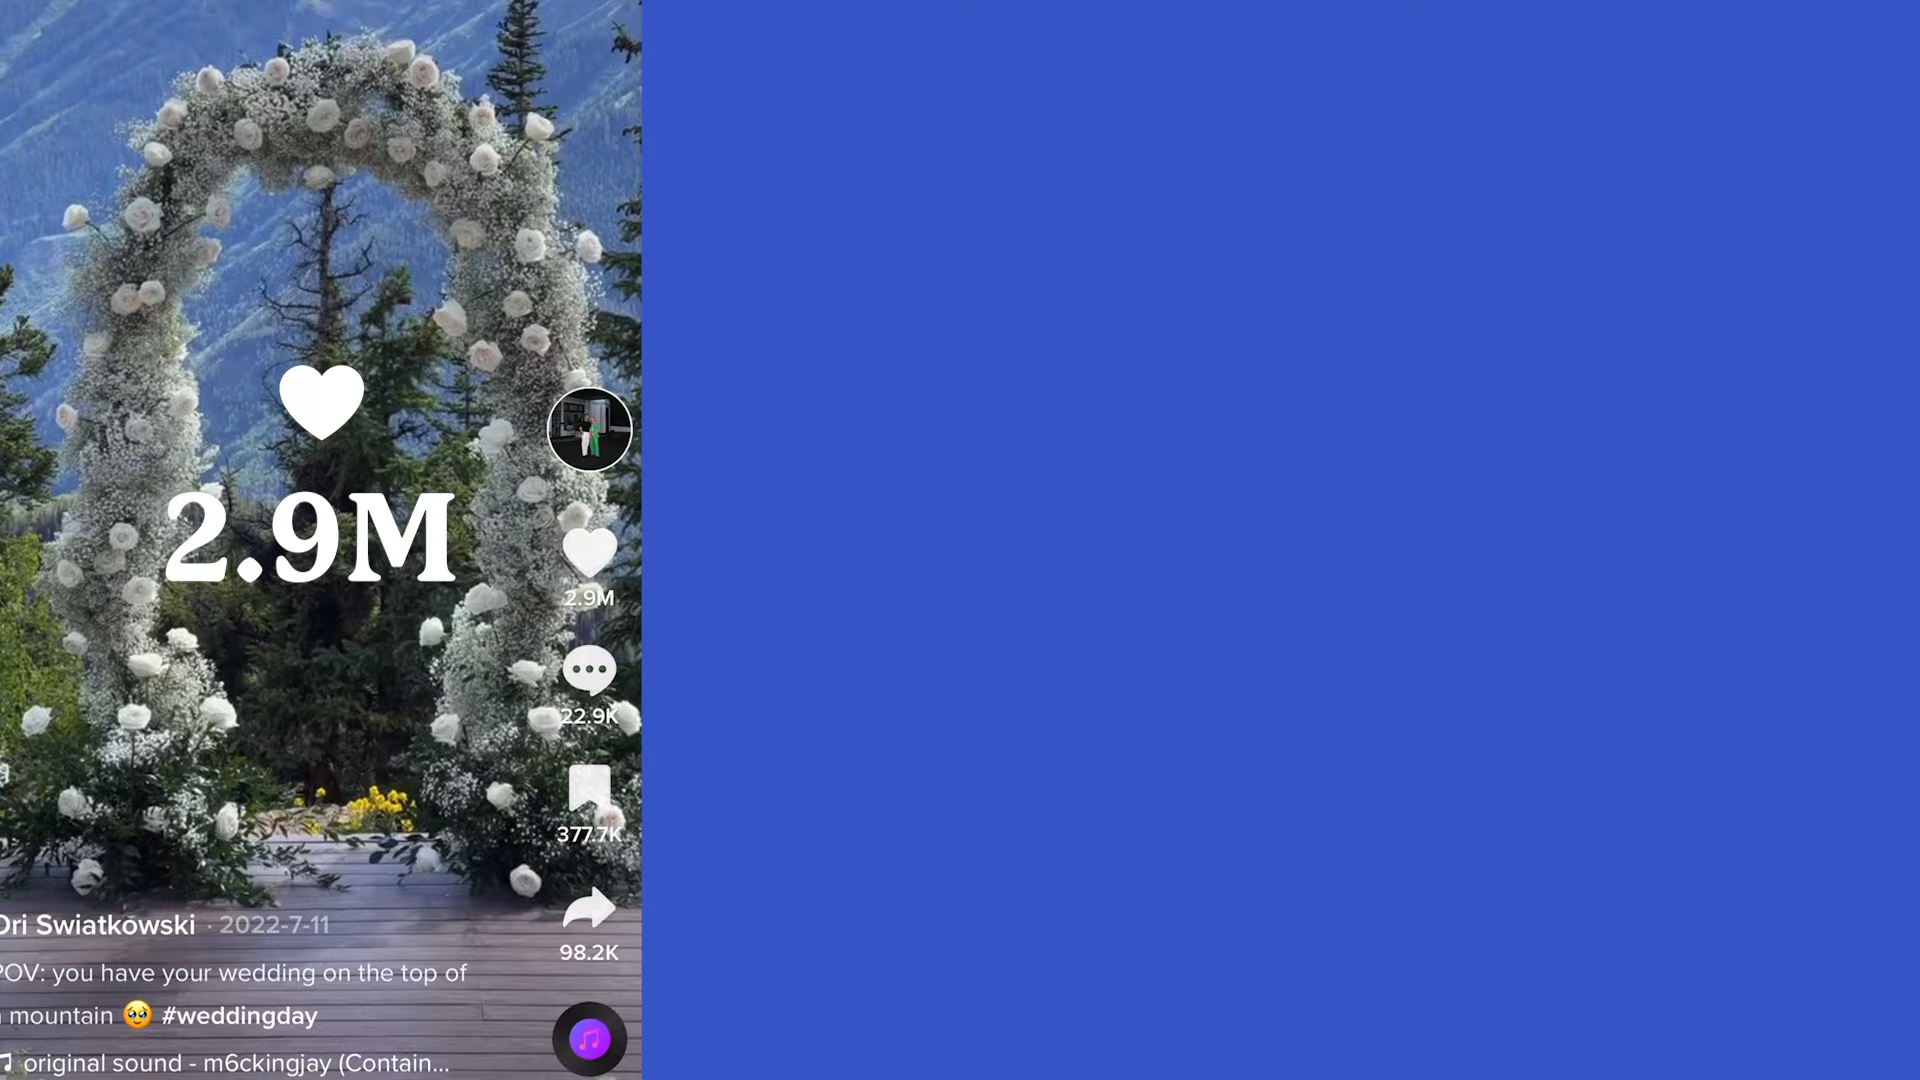 2.9M
2.9M
22.9K
377.7K
98.2K
Ori Swiatkowski · 2022-7-11
POV: you have your wedding on the top of
mountain 🥹 #weddingday
original sound - m6ckingjay (Contain...